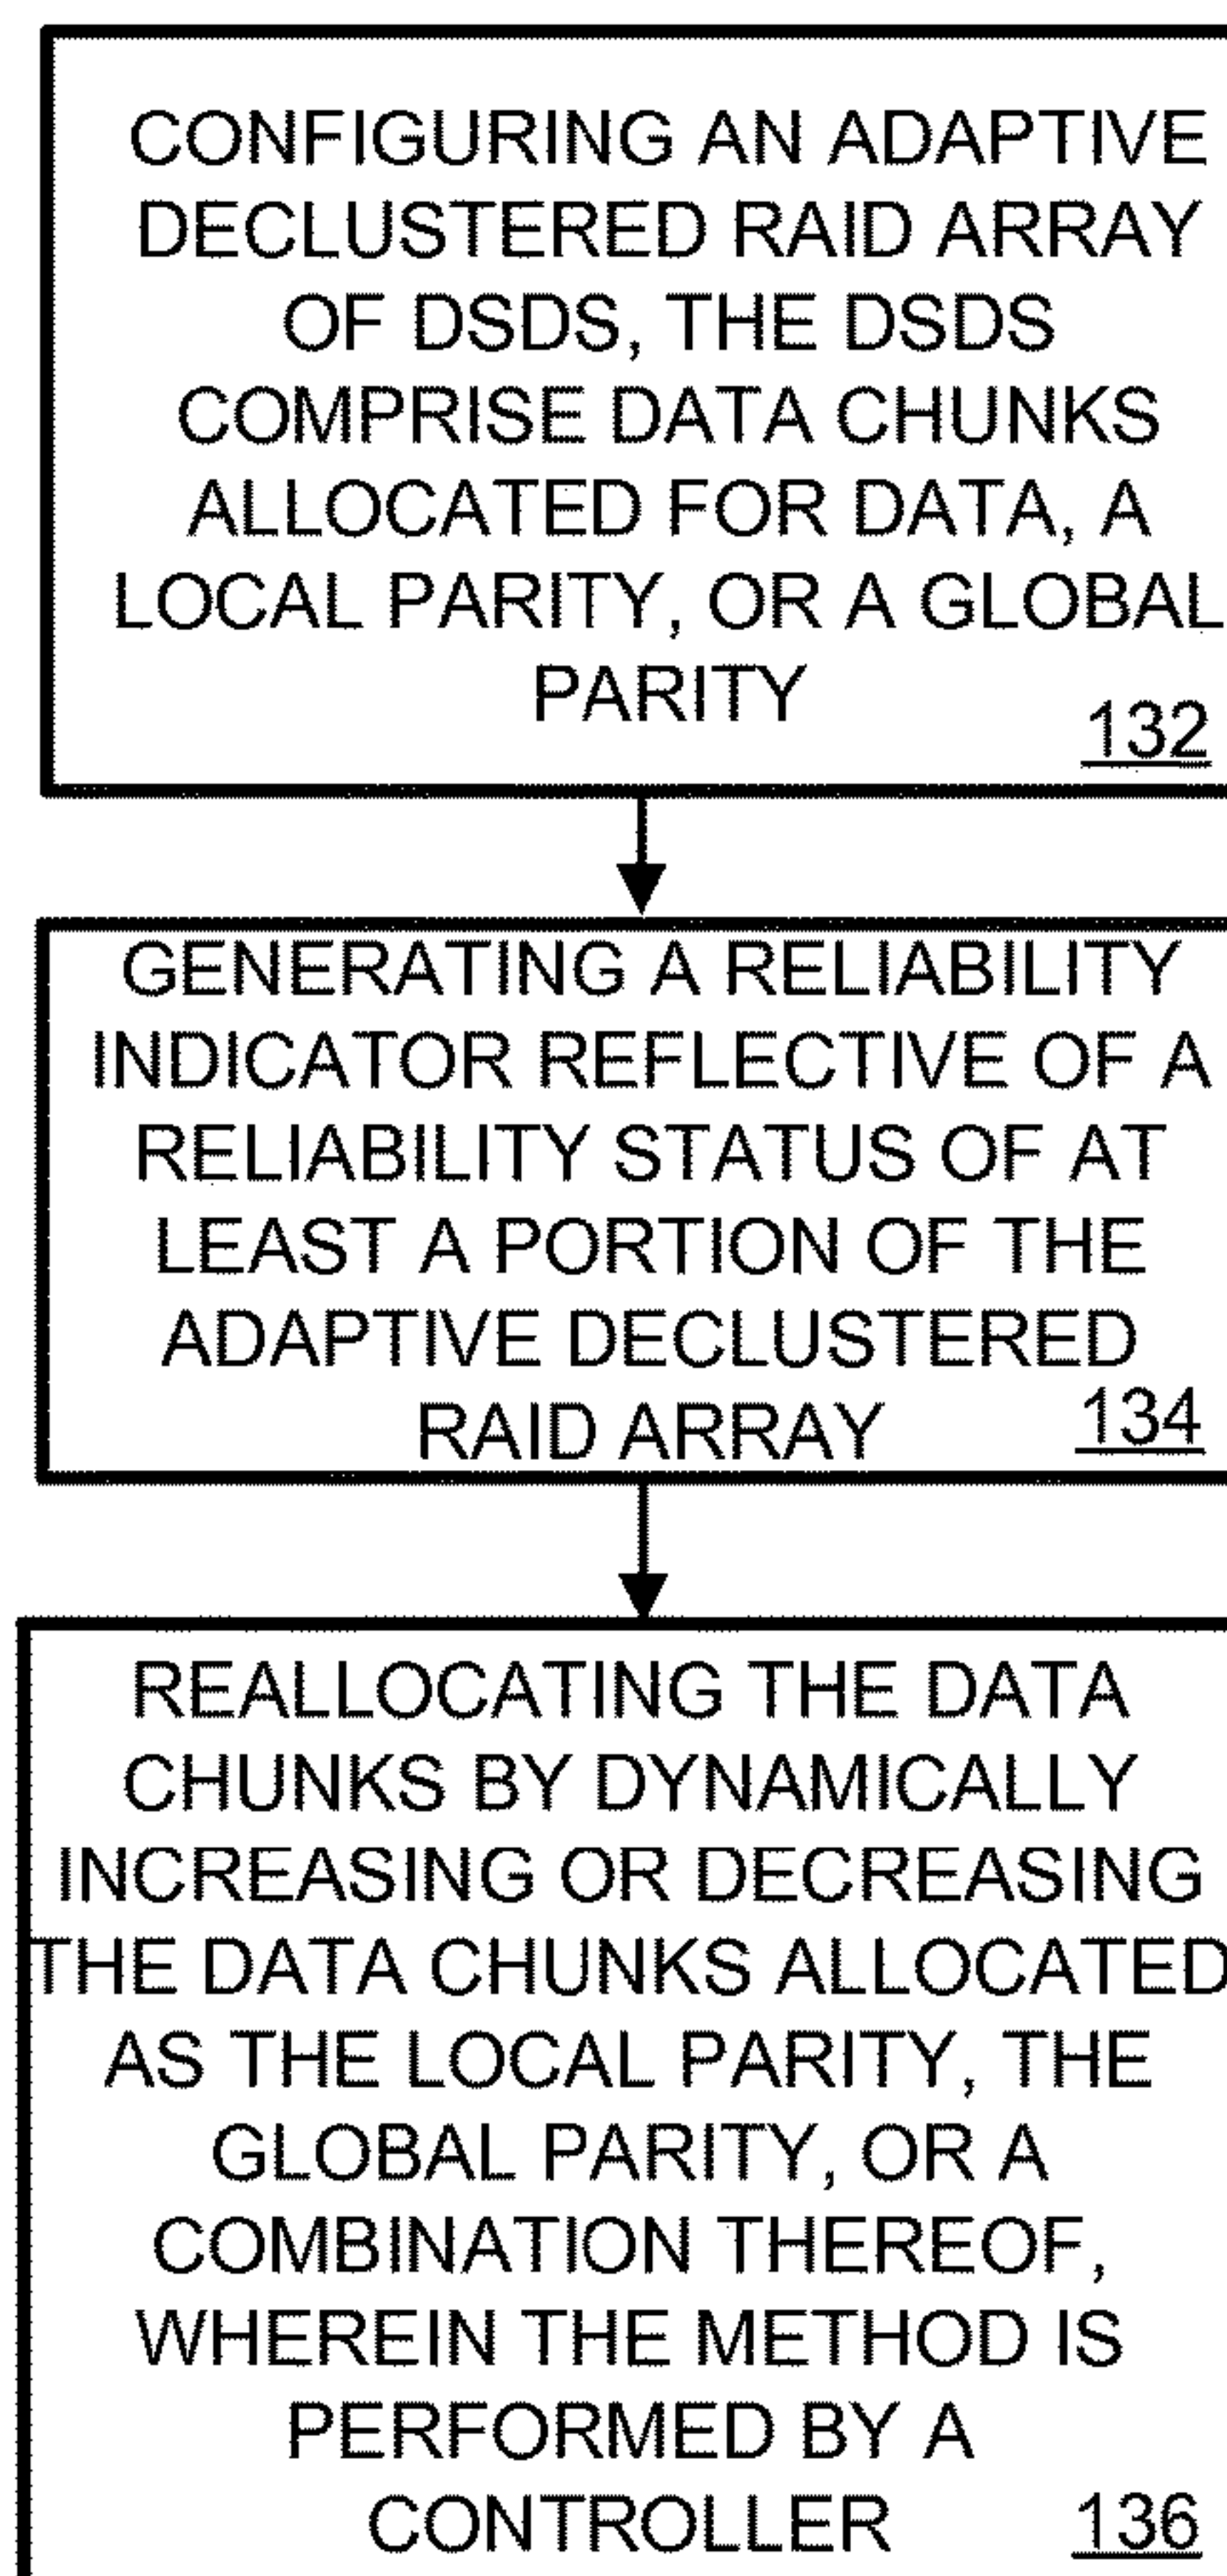 CONFIGURING AN ADAPTIVE
DECLUSTERED RAID ARRAY
OF DSDS, THE DSDS
COMPRISE DATA CHUNKS
ALLOCATED FOR DATA, A
LOCAL PARITY, OR A GLOBAL
PARITY
132
GENERATING A RELIABILITY
INDICATOR REFLECTIVE OF A
RELIABILITY STATUS OF AT
LEAST A PORTION OF THE
ADAPTIVE DECLUSTERED
RAID ARRAY
134
REALLOCATING THE DATA
CHUNKS BY DYNAMICALLY
INCREASING OR DECREASING
THE DATA CHUNKS ALLOCATED
AS THE LOCAL PARITY, THE
GLOBAL PARITY, OR A
COMBINATION THEREOF,
WHEREIN THE METHOD IS
PERFORMED BY A
CONTROLLER
136